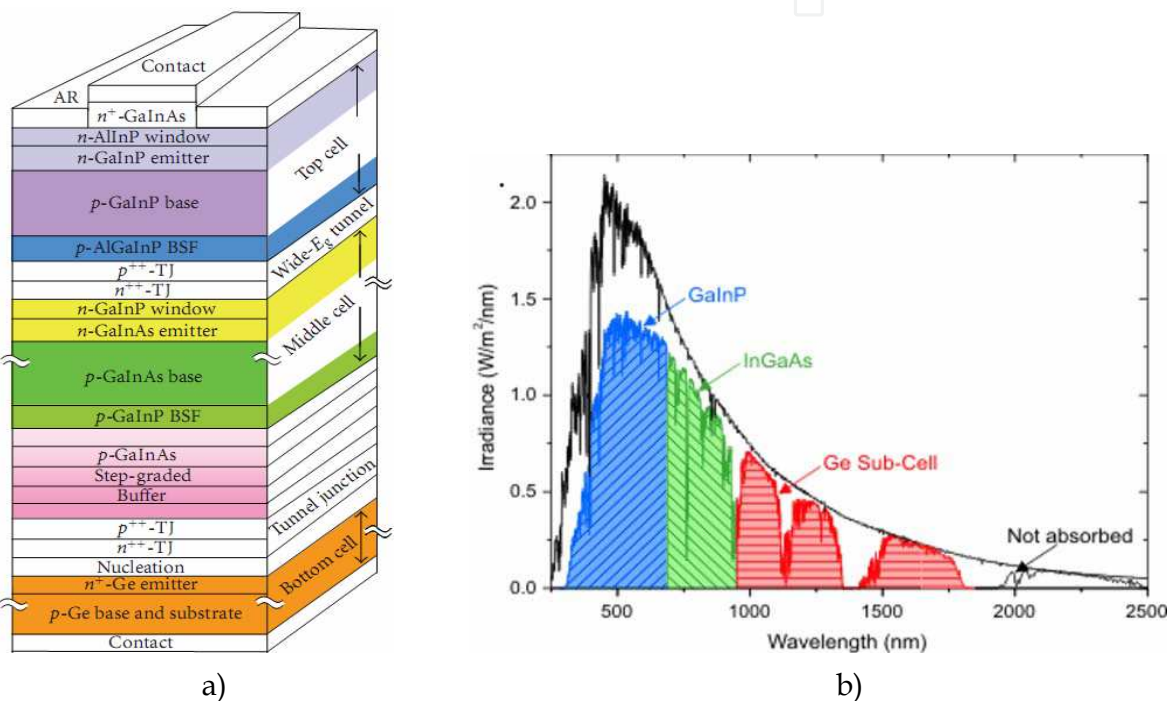 Contact
AR
n⁺-GaInAs
n-AlInP window
n-GaInP emitter
p-GaInP base
p-AlGaInP BSF
p⁺⁺-TJ
n⁺⁺-TJ
n-GaInP window
n-GaInAs emitter
p-GaInAs base
p-GaInP BSF
p-GaInAs
Step-graded
Buffer
p⁺⁺-TJ
n⁺⁺-TJ
Nucleation
n⁺-Ge emitter
p-Ge base and substrate
Contact
Top cell
Wide-Eg tunnel
Middle cell
Tunnel junction
Bottom cell
a)
Irradiance (W/m²/nm)
2.0
1.5
1.0
0.5
0.0
GaInP
InGaAs
Ge Sub-Cell
Not absorbed
500
1000
1500
2000
2500
Wavelength (nm)
b)